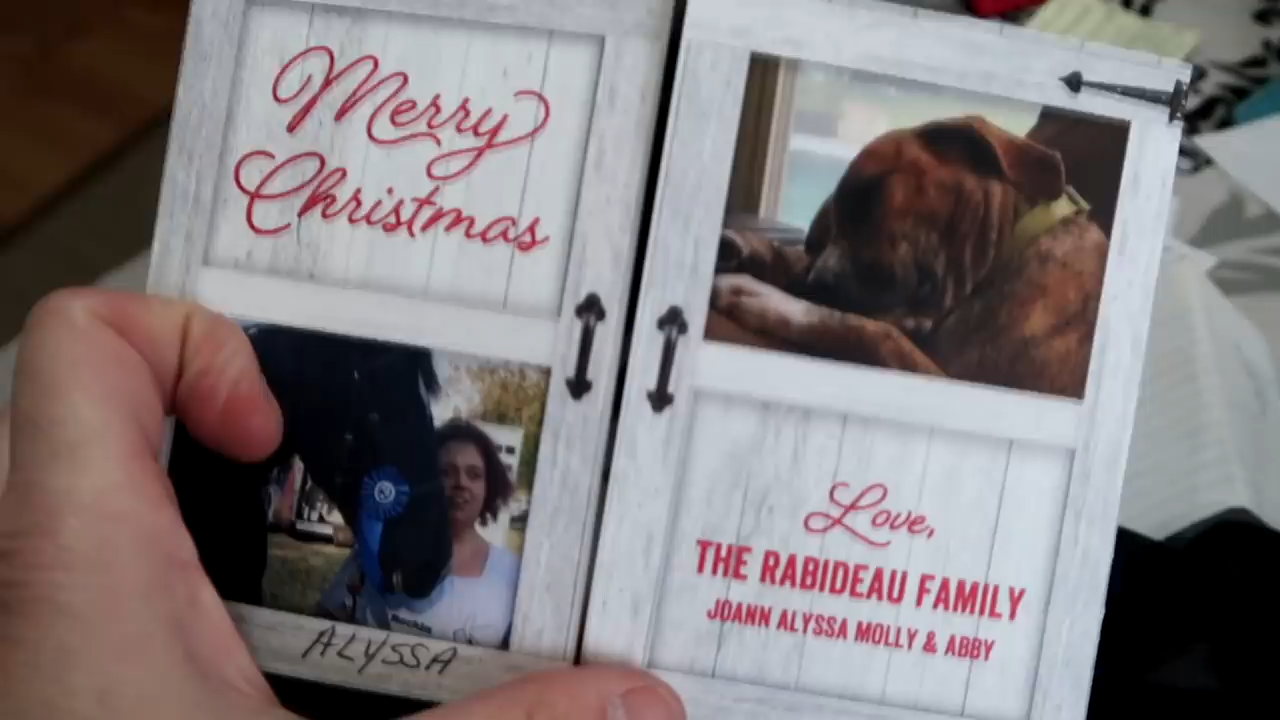 Merry
Christmas
ALYSSA
Love,
THE RABIDEAU FAMILY
JOANN ALYSSA MOLLY & ABBY